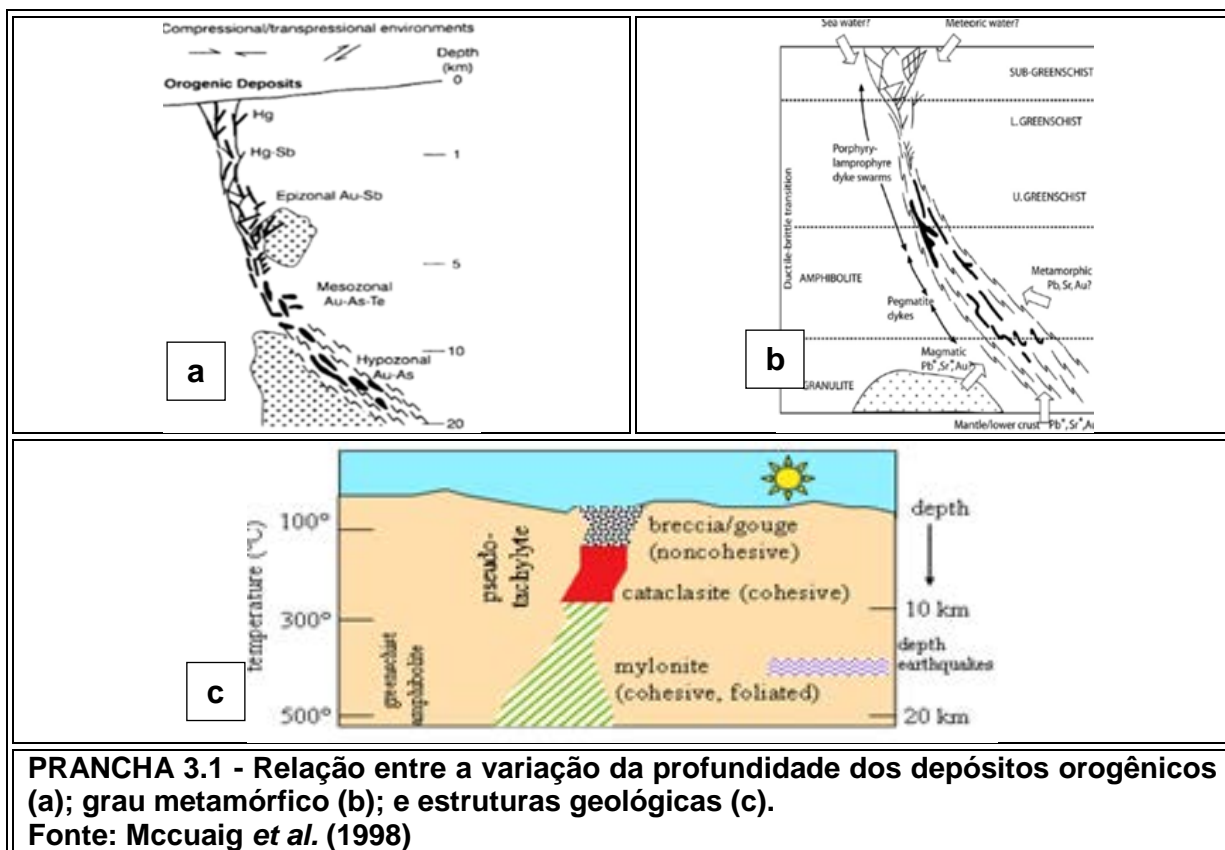 Compressional/transpressional environments
Depth
(km)
Orogenic Deposits
0
Hg
Hg-Sb
1
Epizonal Au-Sb
5
Mesozonal
Au-As-Te
Hypozonal
Au-As
10
20
a
Sea water?
Meteoric water?
SUB-GREENSCHIST
L.GREENSCHIST
Porphyry-
lamprophyre
dyke swarms
U.GREENSCHIST
Ductile-brittle transition
AMPHIBOLITE
Metamorphic
Pb, Sr, Au?
Pegmatite
dykes
Magmatic
Pb*, Sr*, Au?
GRANULITE
Mantle/lower crust Pb*, Sr*,
b
temperature (°C)
100°
300°
500°
pseudo-
tachylyte
greenschist
amphibolite
breccia/gouge
(noncohesive)
cataclasite (cohesive)
mylonite
(cohesive, foliated)
depth
10 km
depth
earthquakes
20 km
c
PRANCHA 3.1 - Relação entre a variação da profundidade dos depósitos orogênicos
(a); grau metamórfico (b); e estruturas geológicas (c).
Fonte: Mccuaig et al. (1998)